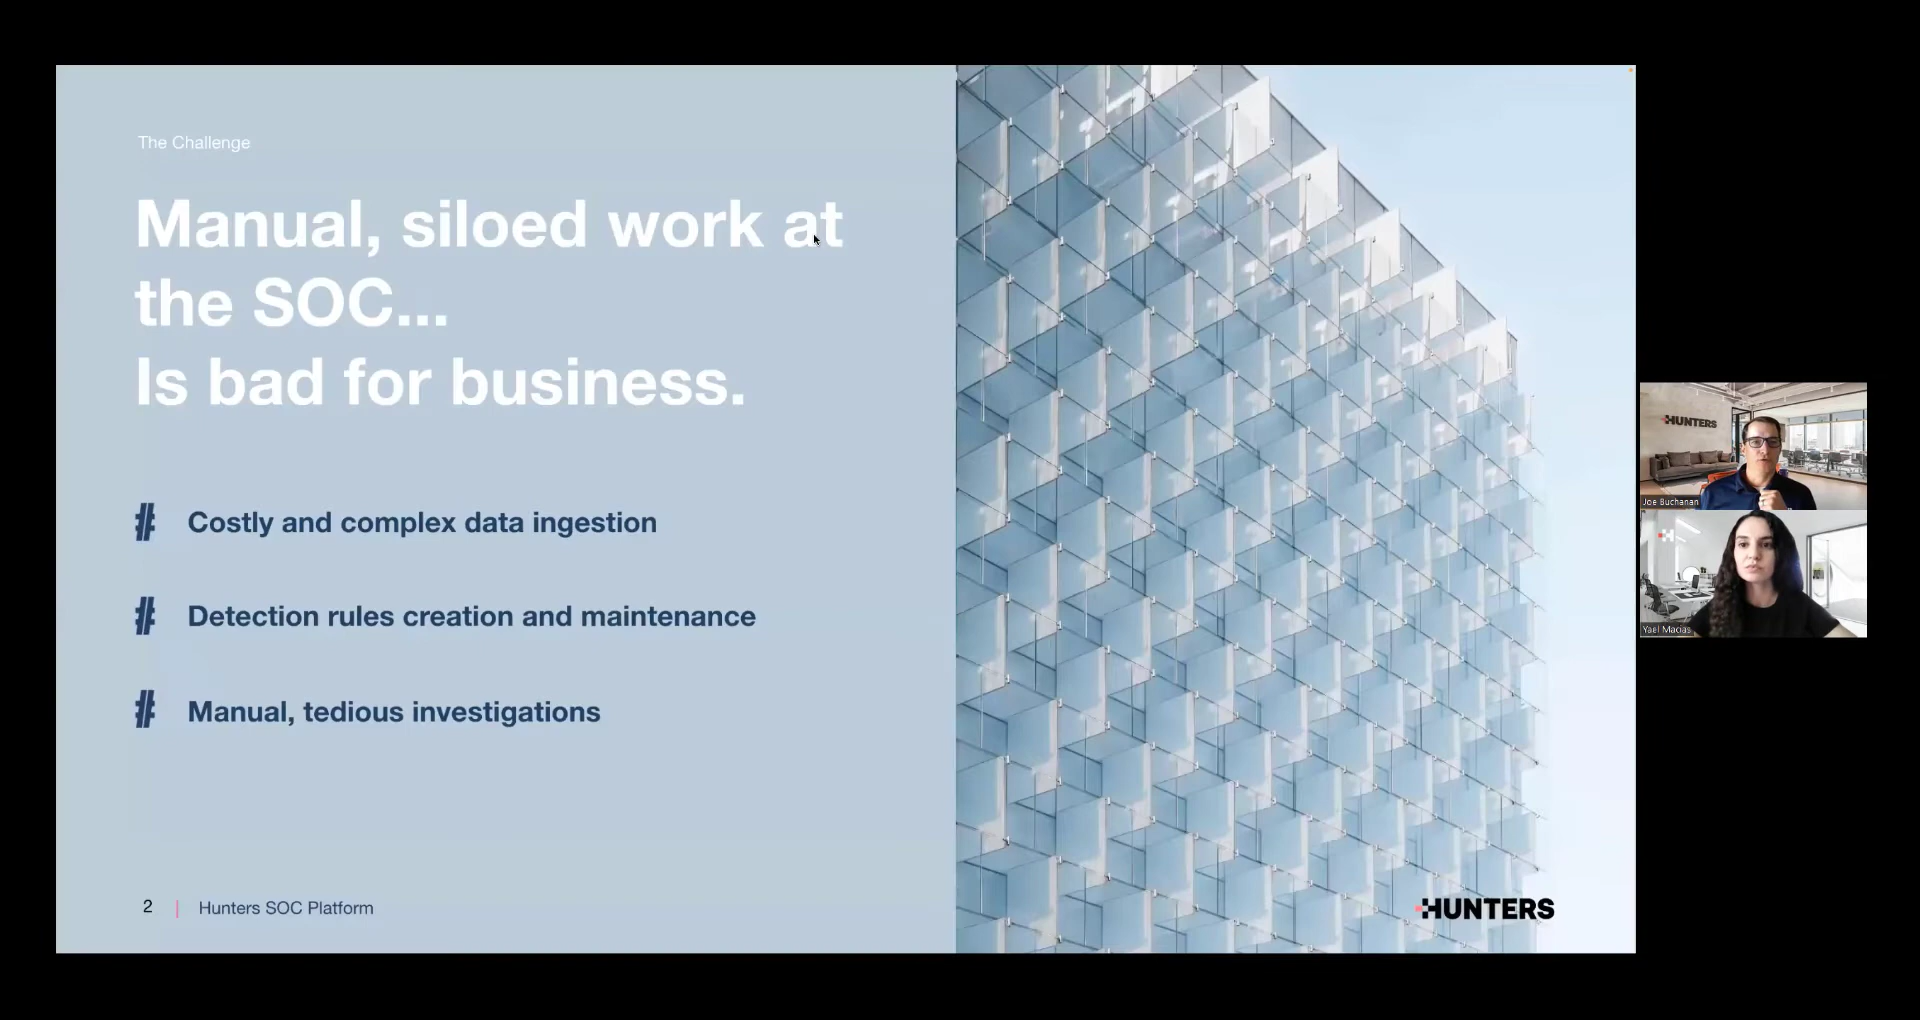 The Challenge
Manual, siloed work at
the SOC...
Is bad for business.
# Costly and complex data ingestion
# Detection rules creation and maintenance
# Manual, tedious investigations
2 | Hunters SOC Platform
HUNTERS
HUNTERS
Joe Buchanan
Yael Macias